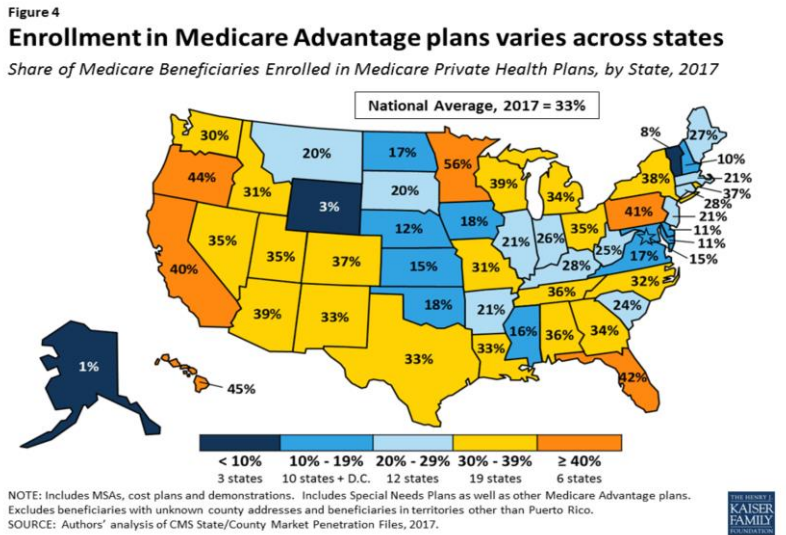 Figure 4
Enrollment in Medicare Advantage plans varies across states
Share of Medicare Beneficiaries Enrolled in Medicare Private Health Plans, by State, 2017
National Average, 2017 = 33%
30%
20%
17%
56%
8%
27%
10%
44%
31%
3%
20%
39%
34%
38%
21%
37%
28%
21%
11%
11%
15%
41%
12%
18%
21%
26%
35%
25%
17%
35%
35%
37%
15%
31%
28%
40%
36%
32%
39%
33%
18%
21%
24%
16%
36%
34%
33%
33%
42%
1%
45%
< 10%
3 states
10% - 19%
10 states + D.C.
20% - 29%
12 states
30% - 39%
19 states
≥ 40%
6 states
NOTE: Includes MSAs, cost plans and demonstrations. Includes Special Needs Plans as well as other Medicare Advantage plans.
Excludes beneficiaries with unknown county addresses and beneficiaries in territories other than Puerto Rico.
SOURCE: Authors' analysis of CMS State/County Market Penetration Files, 2017.
THE HENRY J.
KAISER
FAMILY
FOUNDATION